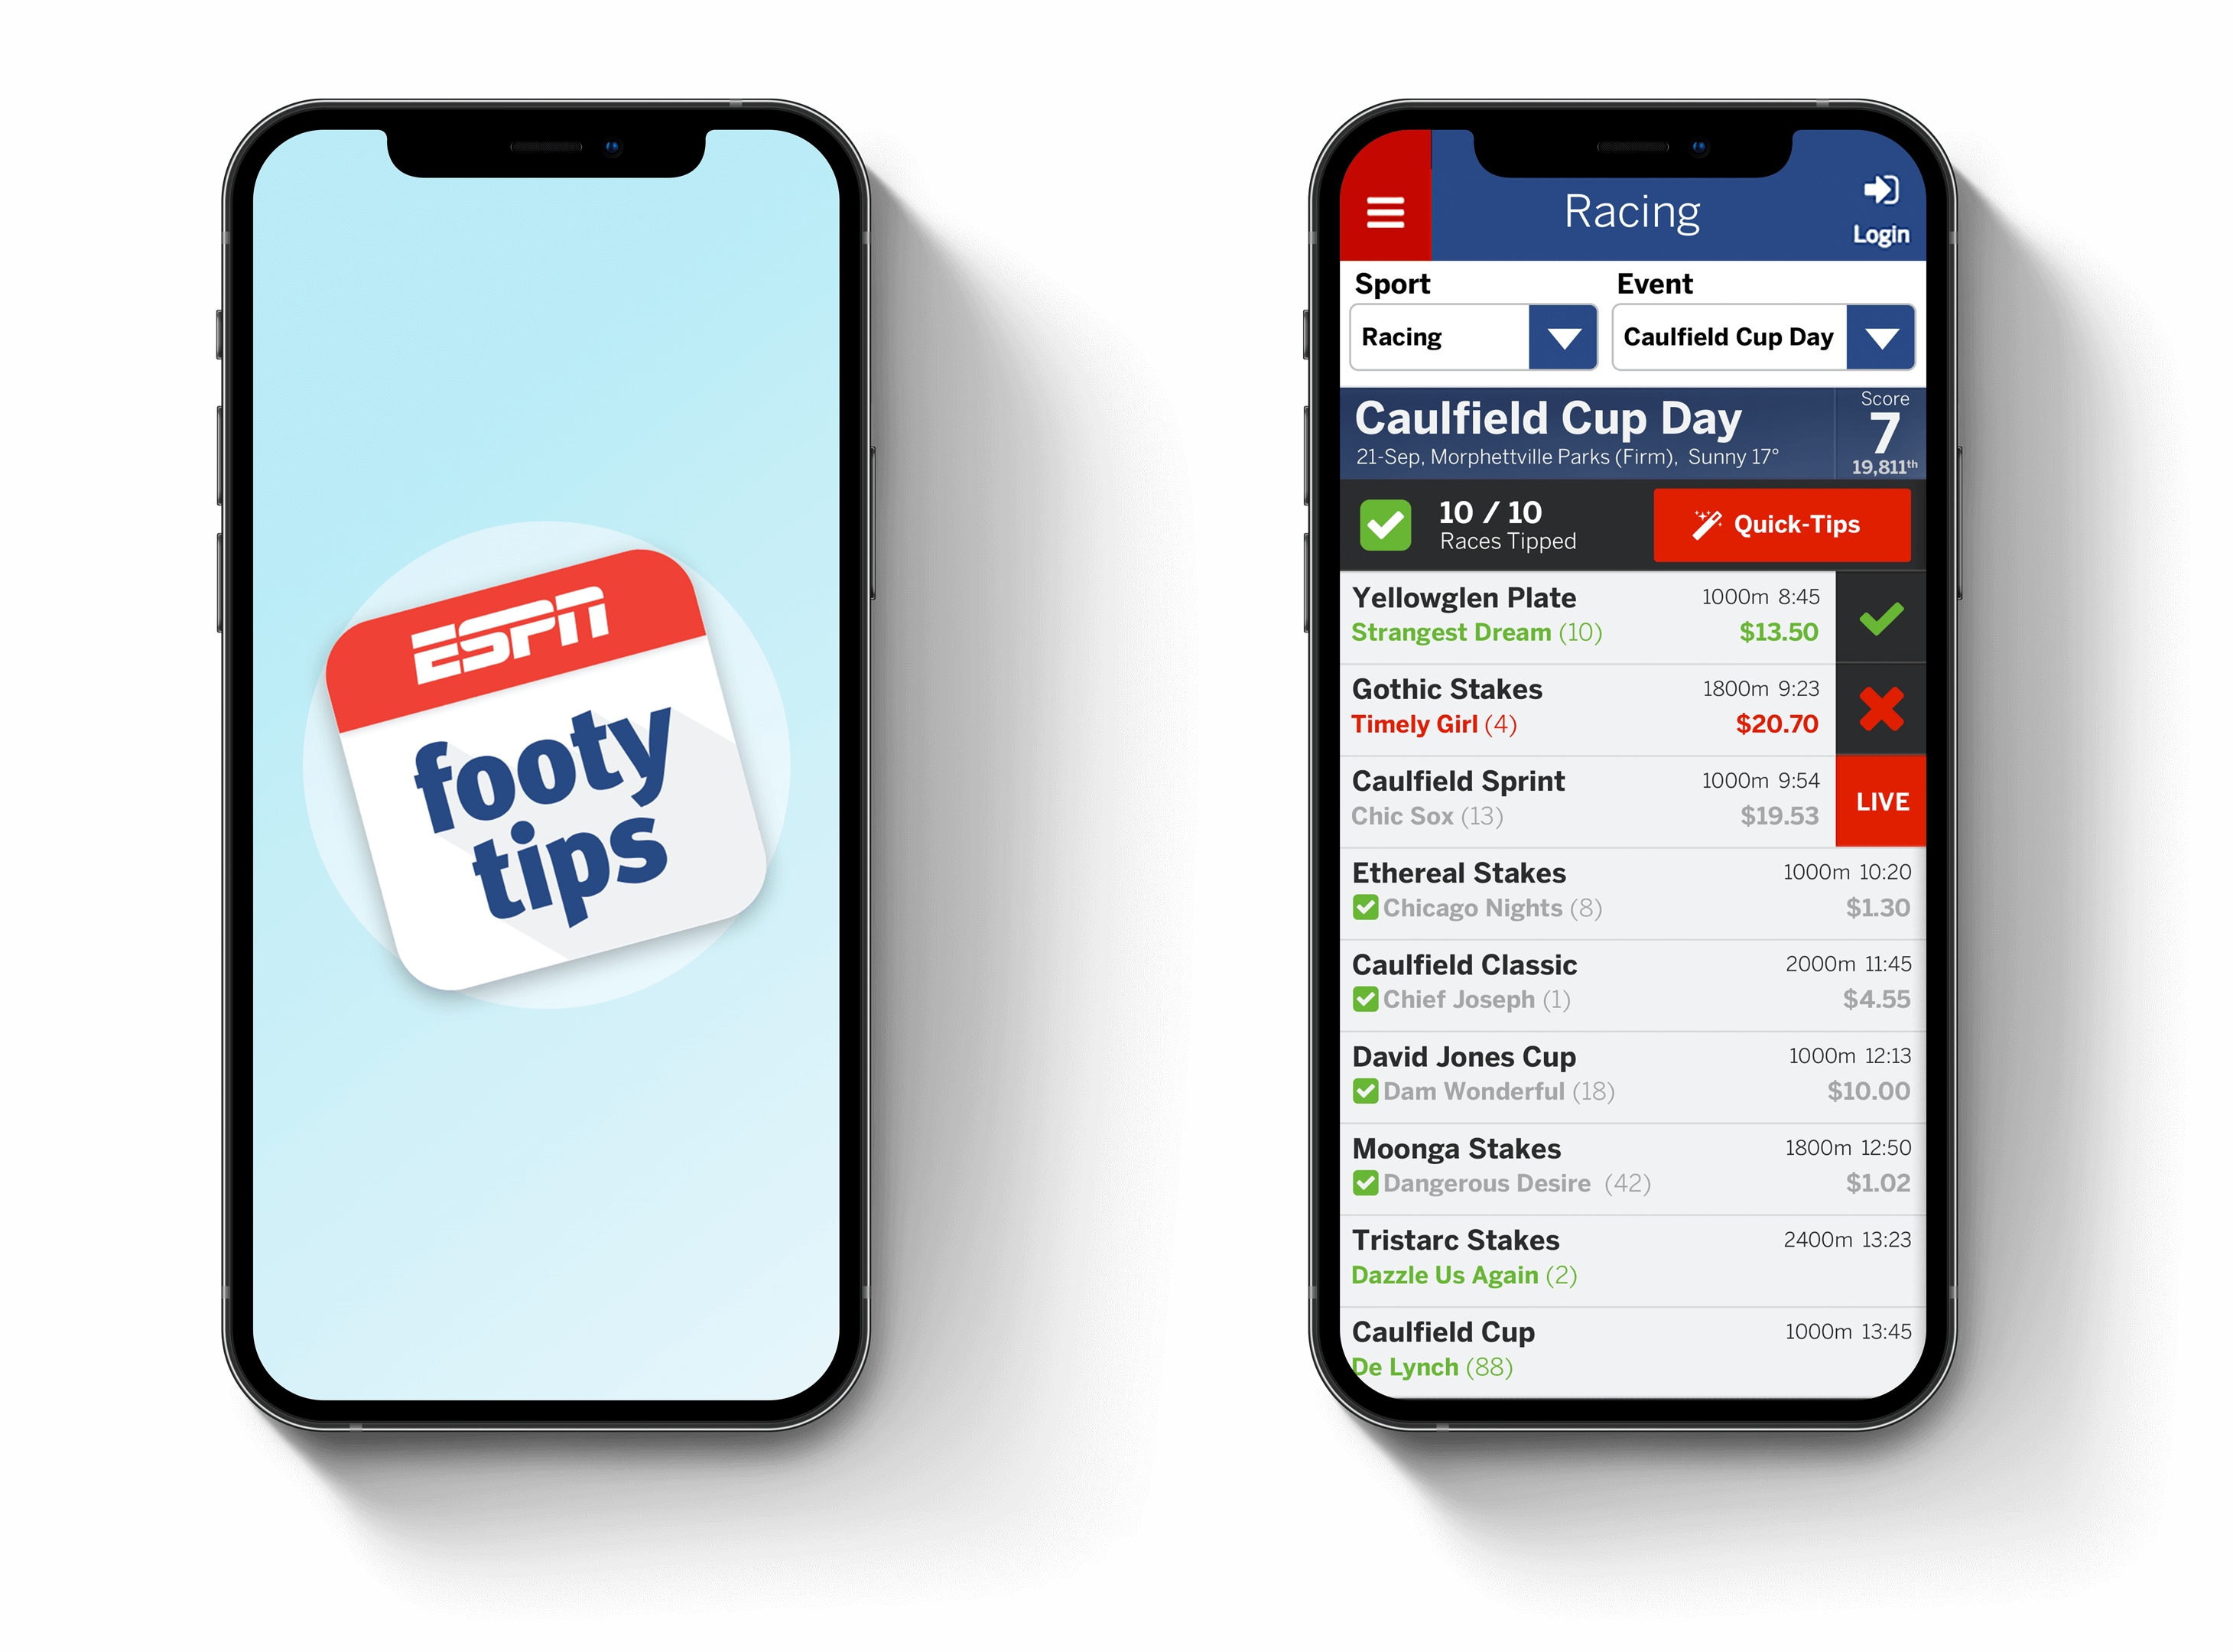 ESPN
footy
tips
Racing
Login
Sport
Event
Racing
Caulfield Cup Day
Caulfield Cup Day
21-Sep, Morphettville Parks (Firm), Sunny 17°
Score
7
19,811th
10 / 10
Races Tipped
Quick-Tips
Yellowglen Plate 1000m 8:45
Strangest Dream (10) $13.50
Gothic Stakes 1800m 9:23
Timely Girl (4) $20.70
Caulfield Sprint 1000m 9:54
Chic Sox (13) $19.53
LIVE
Ethereal Stakes 1000m 10:20
Chicago Nights (8) $1.30
Caulfield Classic 2000m 11:45
Chief Joseph (1) $4.55
David Jones Cup 1000m 12:13
Dam Wonderful (18) $10.00
Moonga Stakes 1800m 12:50
Dangerous Desire (42) $1.02
Tristarc Stakes 2400m 13:23
Dazzle Us Again (2)
Caulfield Cup 1000m 13:45
De Lynch (88)